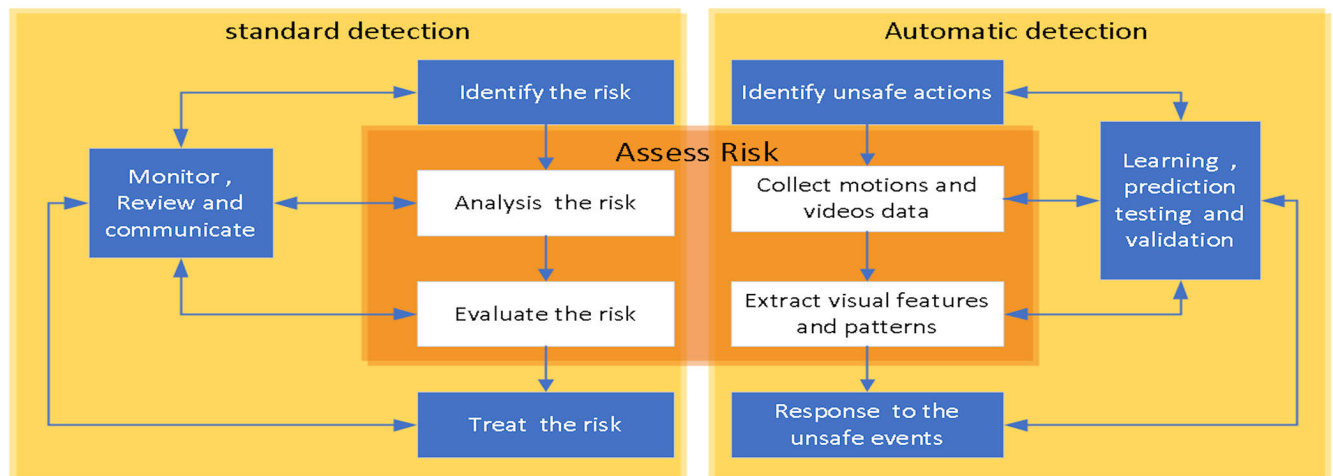 standard detection
Identify the risk
Monitor ,
Review and
communicate
Analysis the risk
Evaluate the risk
Treat the risk
Assess Risk
Automatic detection
Identify unsafe actions
Collect motions and
videos data
Extract visual features
and patterns
Response to the
unsafe events
Learning ,
prediction
testing and
validation